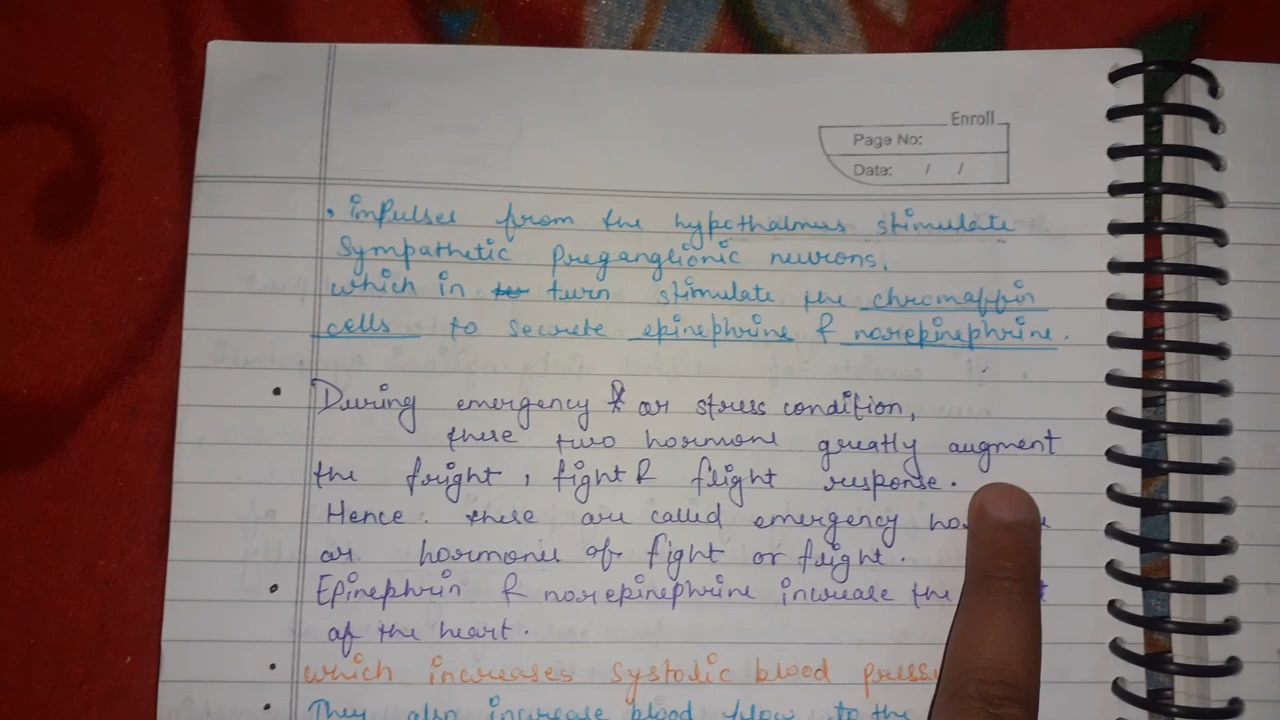 Enroll
Page No:
Date: / /
• impulses from the hypothalmus stimulate
Sympathetic Preganglionic neurons.
which in turn stimulate the chromaffin
cells to secrete epinephrine & norepinephrine.
• During emergency or stress condition,
these two hormone greatly augment
the fright, fight & flight response.
Hence. these are called emergency
or hormones of fight or flight.
• Epinephrin & norepinephrine increase the
of the heart.
• which increases systolic blood
• They also increase blood flow to the